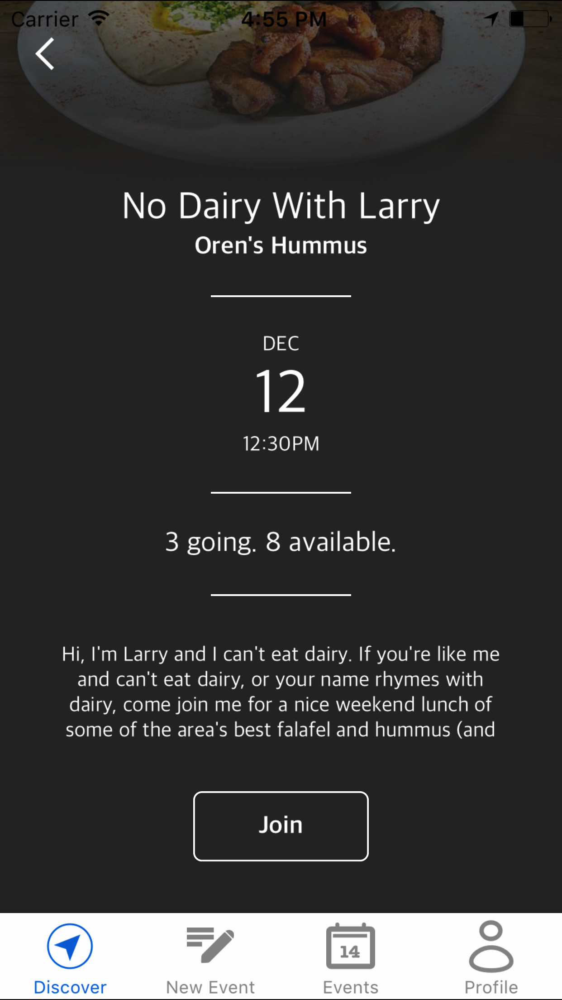 Carrier 4:55 PM
No Dairy With Larry
Oren's Hummus
DEC
12
12:30PM
3 going. 8 available.
Hi, I'm Larry and I can't eat dairy. If you're like me
and can't eat dairy, or your name rhymes with
dairy, come join me for a nice weekend lunch of
some of the area's best falafel and hummus (and
Join
14
Discover New Event Events Profile